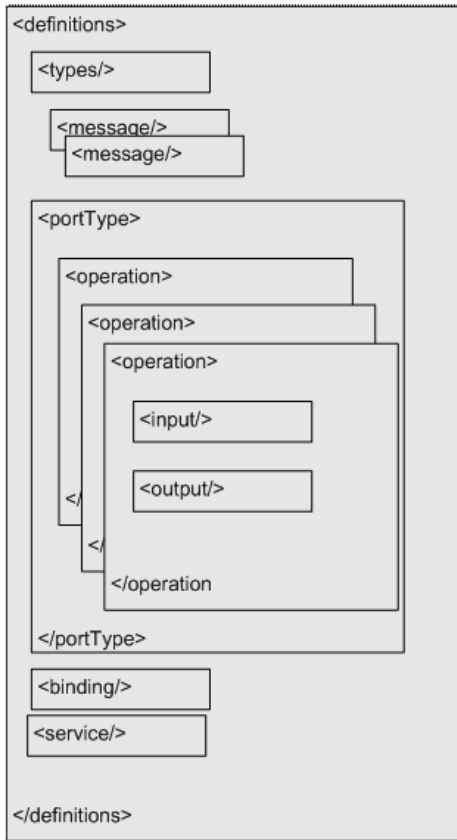 <definitions>
<types/>
<message/>
<message/>
<portType>
<operation>
<operation>
<operation>
<input/>
<output/>
</
</
</operation
</portType>
<binding/>
<service/>
</definitions>